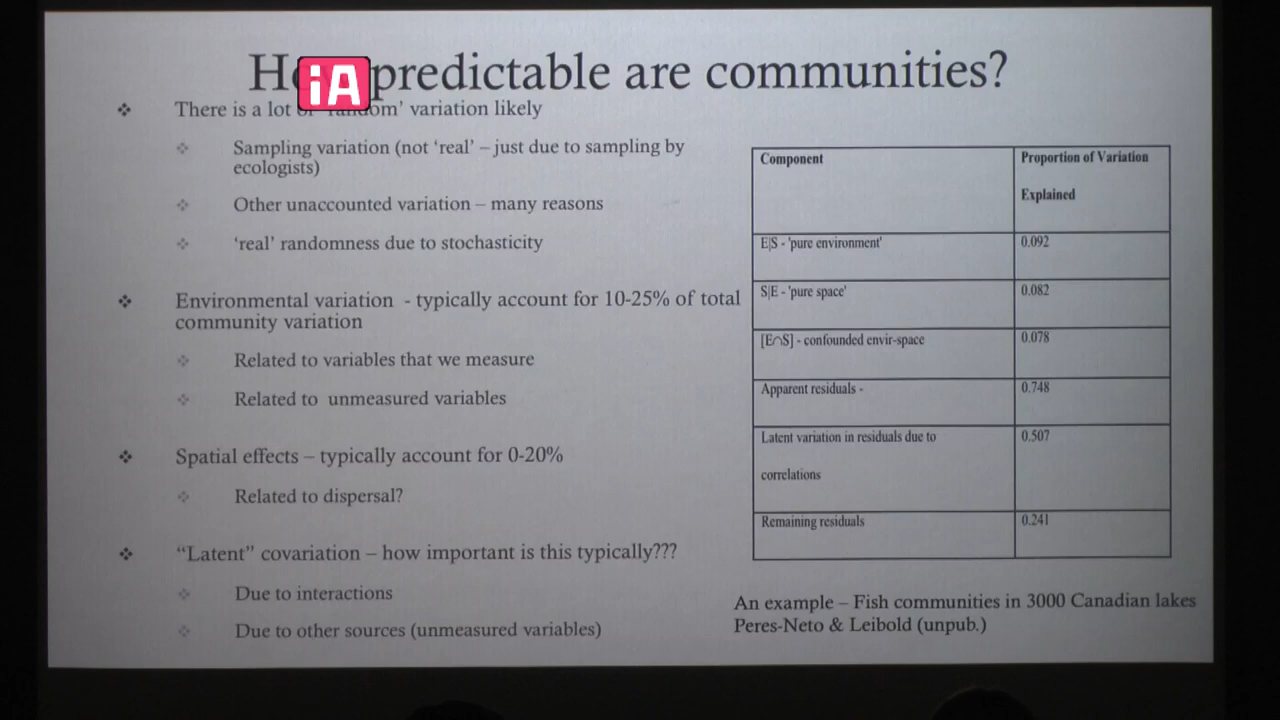 predictable are communities?
iA
There is a lot of 'random' variation likely
Sampling variation (not 'real' – just due to sampling by
ecologists)
Other unaccounted variation – many reasons
'real' randomness due to stochasticity
Environmental variation - typically account for 10-25% of total
community variation
Related to variables that we measure
Related to unmeasured variables
Spatial effects – typically account for 0-20%
Related to dispersal?
“Latent” covariation – how important is this typically???
Due to interactions
Due to other sources (unmeasured variables)
Component
Proportion of Variation
Explained
E|S - 'pure environment'
0.092
S|E - 'pure space'
0.082
[E∩S] - confounded envir-space
0.078
Apparent residuals -
0.748
Latent variation in residuals due to
correlations
0.507
Remaining residuals
0.241
An example – Fish communities in 3000 Canadian lakes
Peres-Neto & Leibold (unpub.)